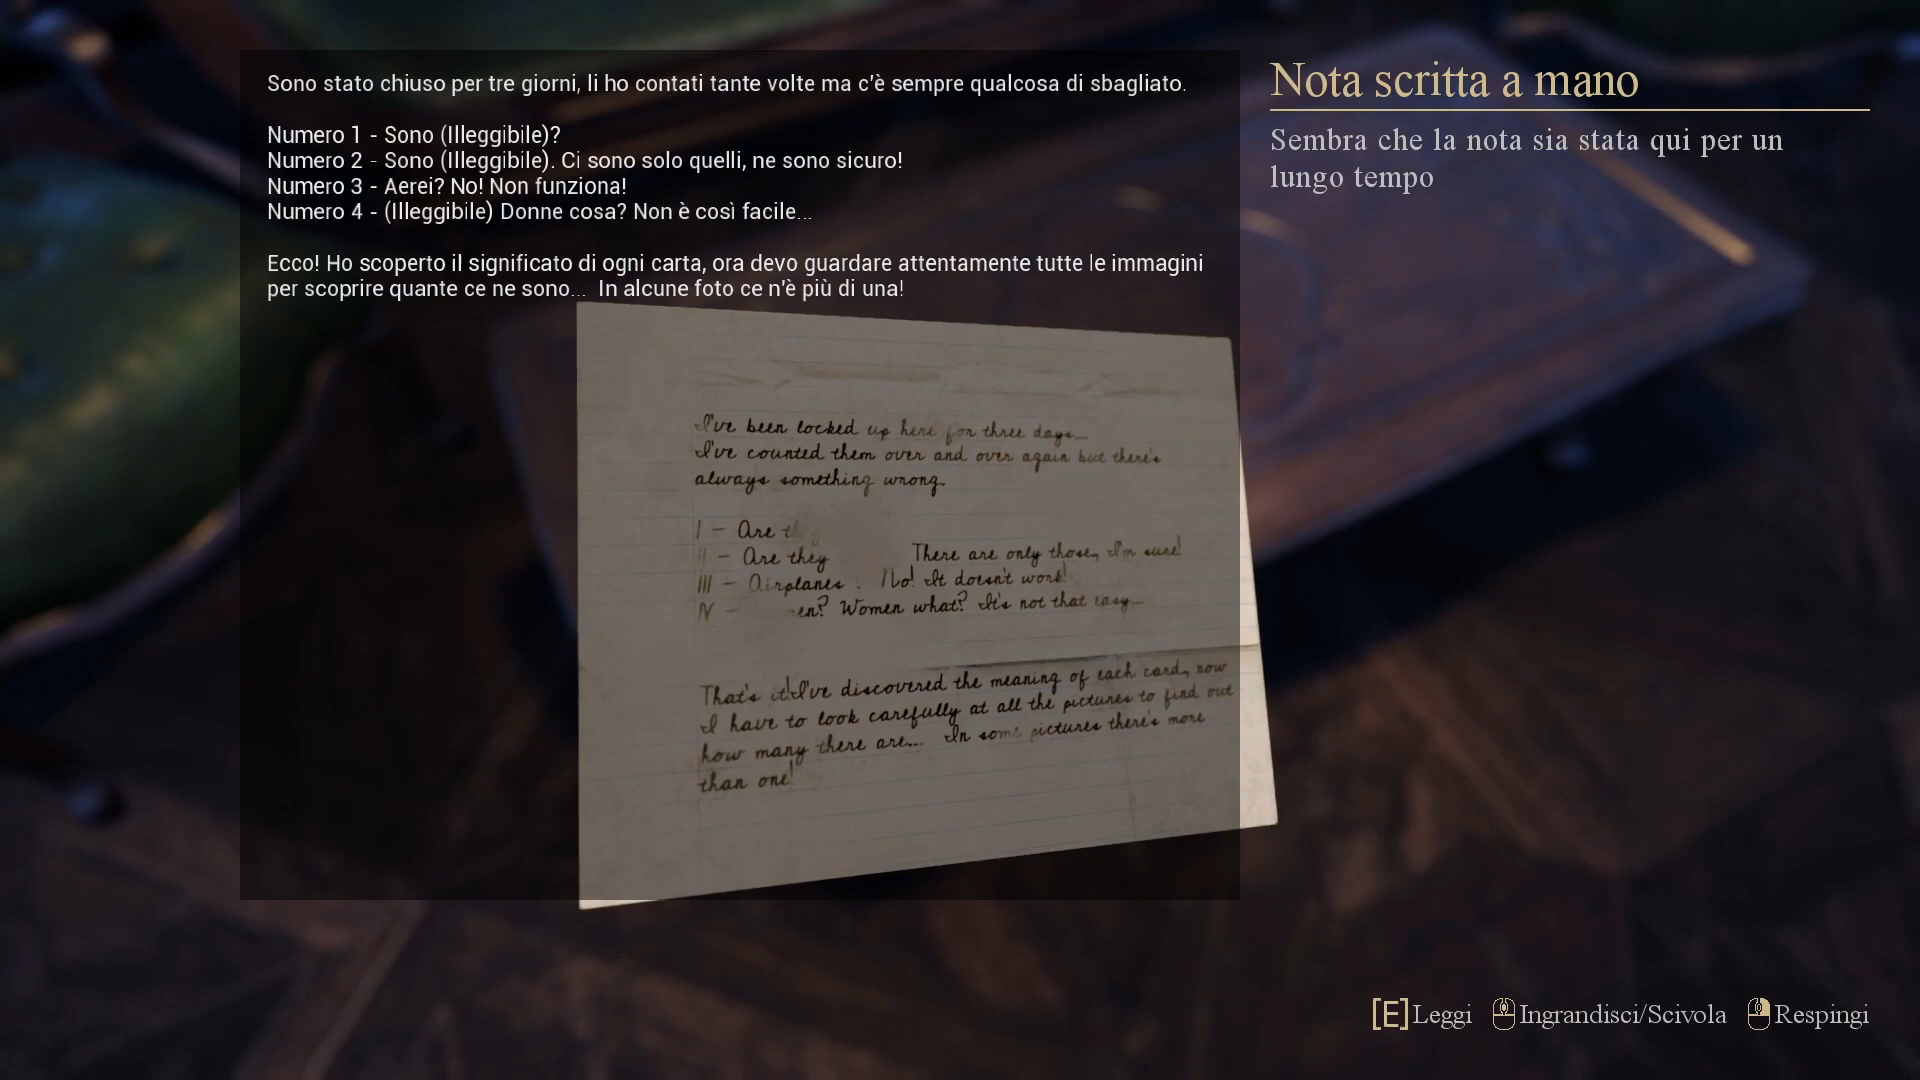 Sono stato chiuso per tre giorni, li ho contati tante volte ma c'è sempre qualcosa di sbagliato.
Numero 1 - Sono (Illeggibile)?
Numero 2 - Sono (Illeggibile). Ci sono solo quelli, ne sono sicuro!
Numero 3 - Aerei? No! Non funziona!
Numero 4 - (Illeggibile) Donne cosa? Non è così facile...
Ecco! Ho scoperto il significato di ogni carta, ora devo guardare attentamente tutte le immagini
per scoprire quante ce ne sono... In alcune foto ce n'è più di una!
Nota scritta a mano
Sembra che la nota sia stata qui per un
lungo tempo
I've been locked up here for three days...
I've counted them over and over again but there's
always something wrong.
I - Are the
II - Are they There are only those, I'm sure!
III - Airplanes. No! It doesn't work!
IV - en? Women what? It's not that easy...
That's it! I've discovered the meaning of each card, now
I have to look carefully at all the pictures to find out
how many there are... In some pictures there's more
than one!
[E] Leggi Ingrandisci/Scivola Respingi